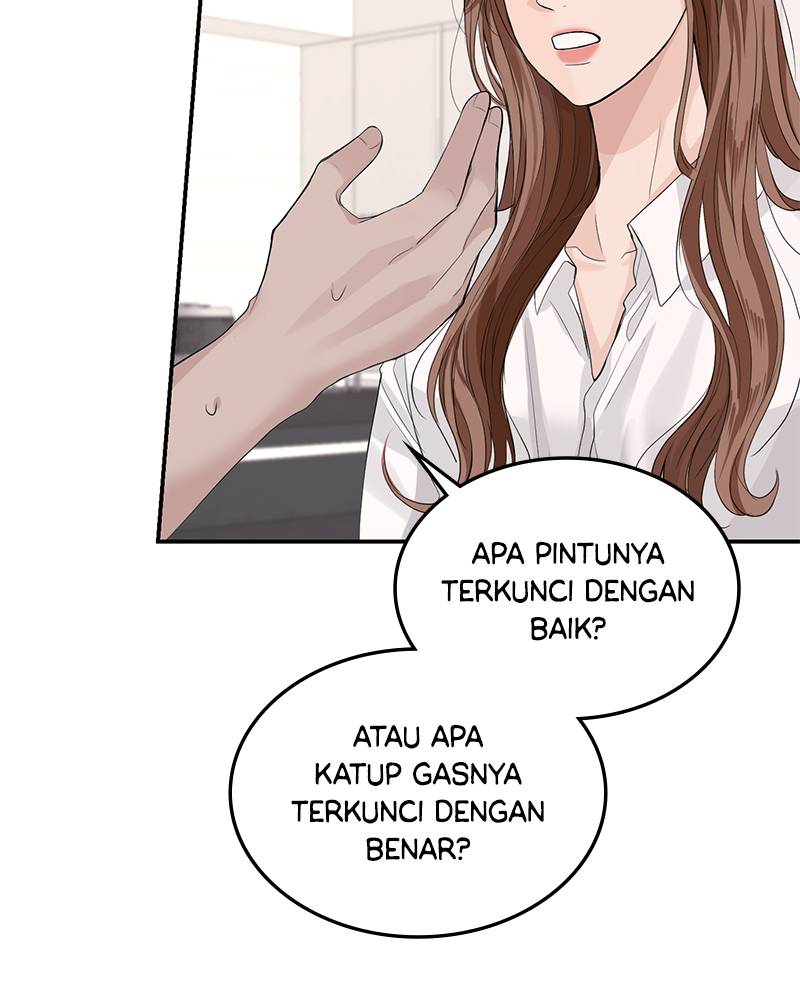 APA PINTUNYA
TERKUNCI DENGAN
BAIK?
ATAU APA
KATUP GASNYA
TERKUNCI DENGAN
BENAR?